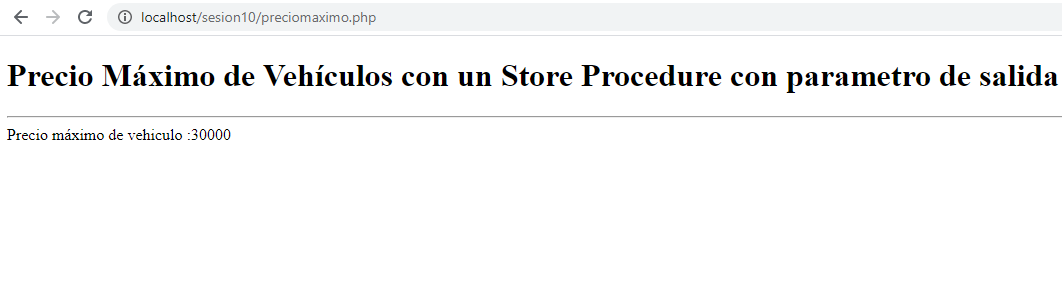 localhost/sesion10/preciomaximo.php
Precio Máximo de Vehículos con un Store Procedure con parametro de salida
Precio máximo de vehiculo :30000